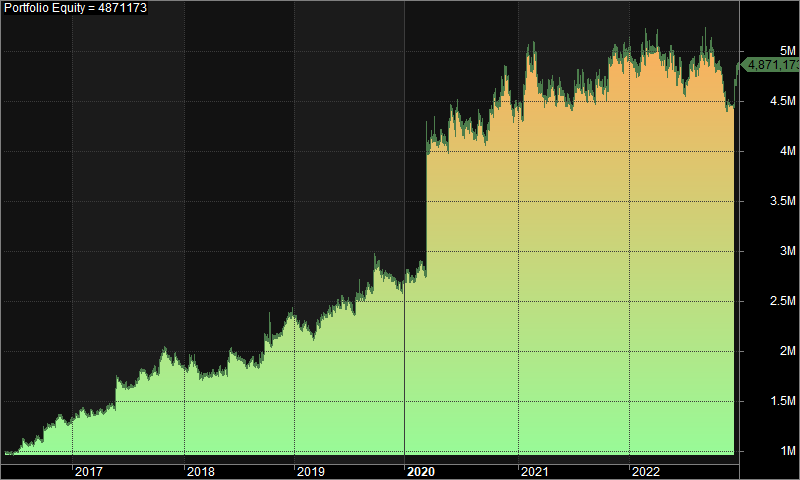 Portfolio Equity = 4871173
5M
4,871,173
4.5M
4M
3.5M
3M
2.5M
2M
1.5M
1M
2017 2018 2019 2020 2021 2022